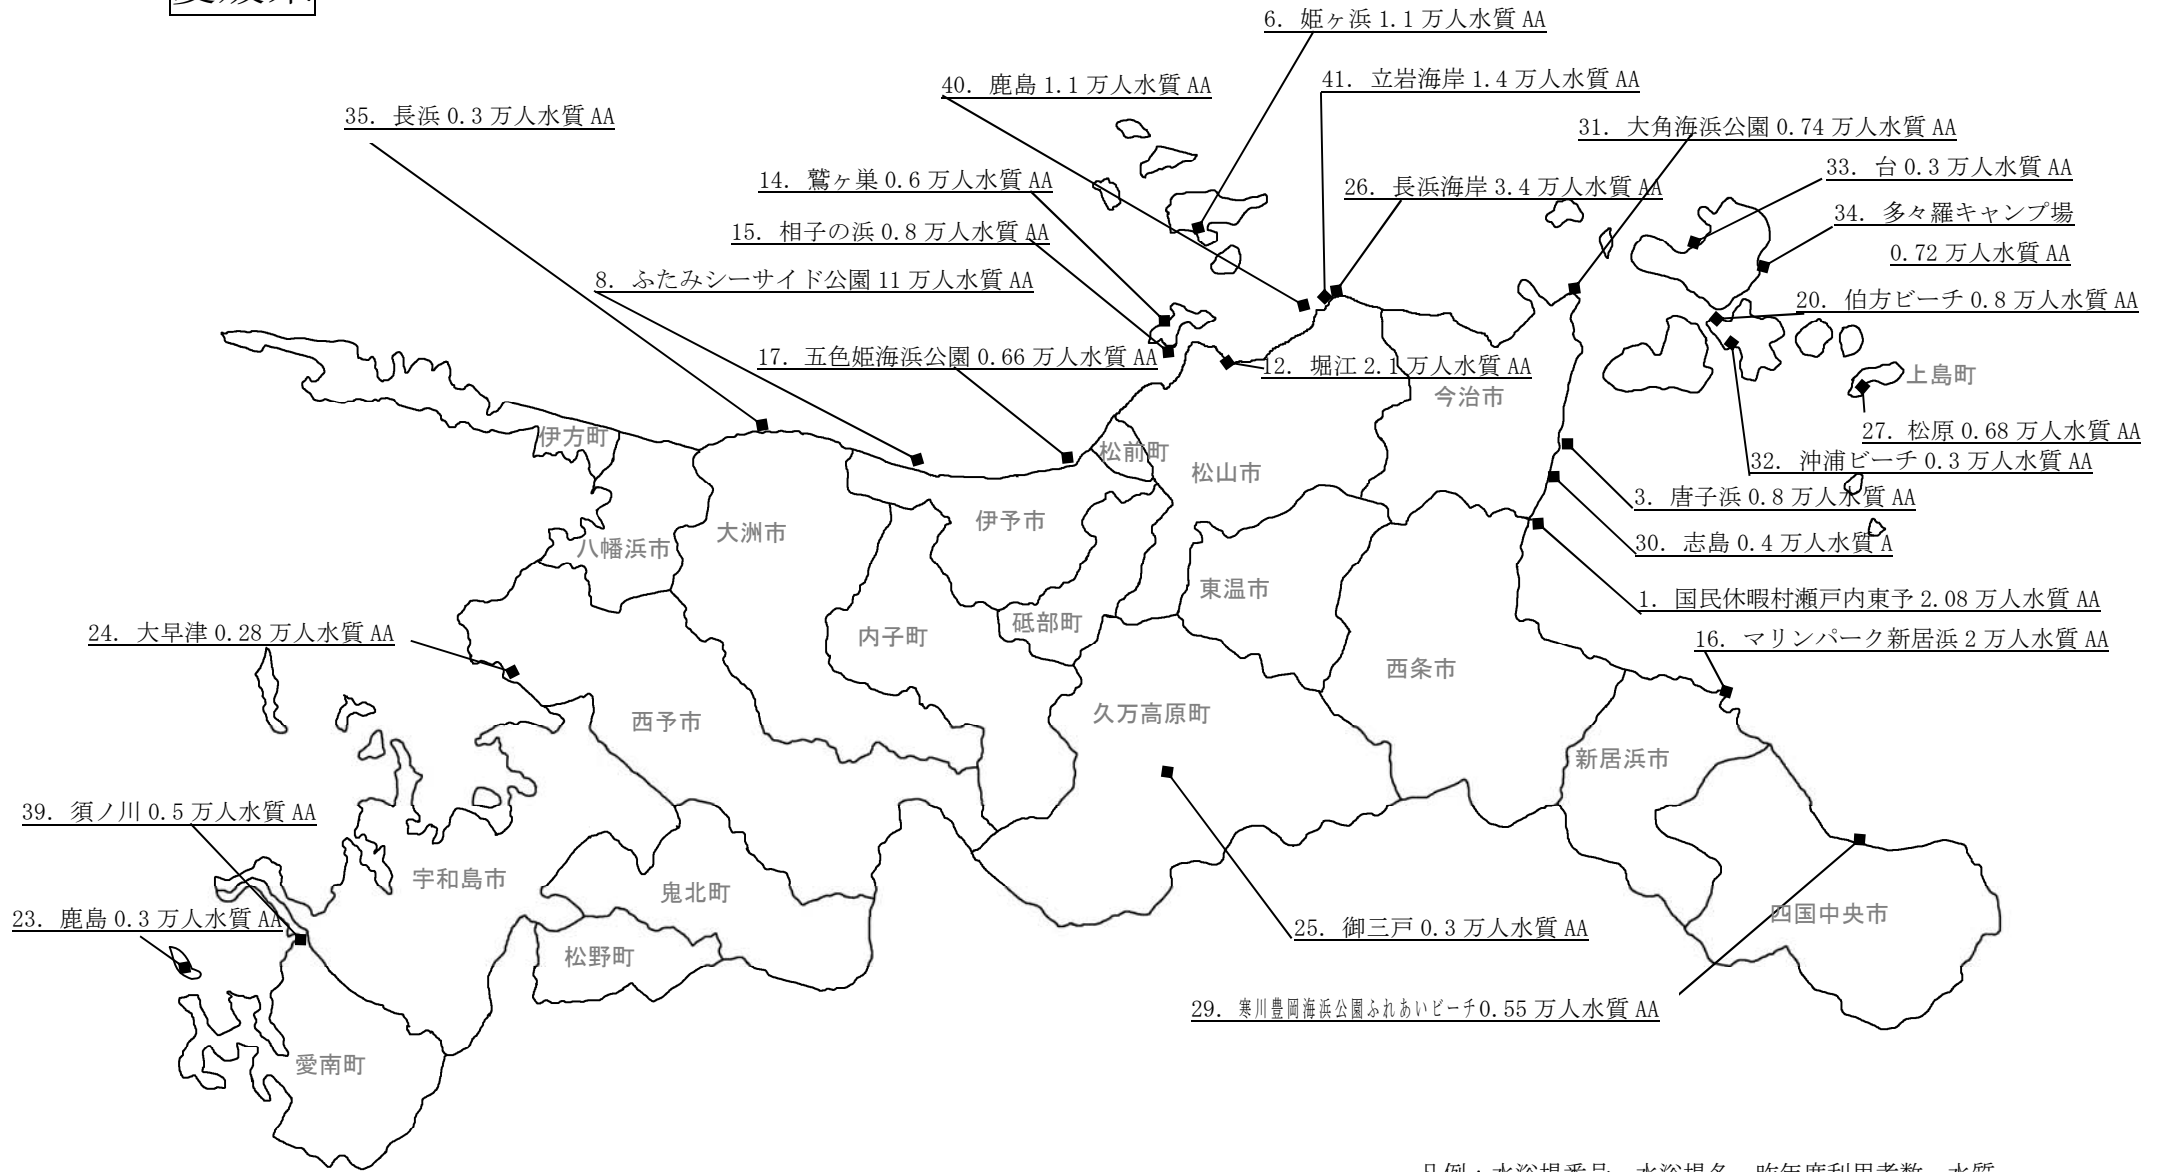 6. 姫ヶ浜 1.1 万人水質 AA
40. 鹿島 1.1 万人水質 AA
41. 立岩海岸 1.4 万人水質 AA
35. 長浜 0.3 万人水質 AA
31. 大角海浜公園 0.74 万人水質 AA
33. 台 0.3 万人水質 AA
14. 鷲ヶ巣 0.6 万人水質 AA
26. 長浜海岸 3.4 万人水質 AA
34. 多々羅キャンプ場
0.72 万人水質 AA
15. 相子の浜 0.8 万人水質 AA
8. ふたみシーサイド公園 11 万人水質 AA
20. 伯方ビーチ 0.8 万人水質 AA
17. 五色姫海浜公園 0.66 万人水質 AA
12. 堀江 2.1 万人水質 AA
上島町
今治市
伊方町
松前町
松山市
27. 松原 0.68 万人水質 AA
32. 沖浦ビーチ 0.3 万人水質 AA
3. 唐子浜 0.8 万人水質 AA
大洲市
伊予市
八幡浜市
30. 志島 0.4 万人水質 A
東温市
1. 国民休暇村瀬戸内東予 2.08 万人水質 AA
24. 大早津 0.28 万人水質 AA
内子町
砥部町
16. マリンパーク新居浜 2 万人水質 AA
西条市
西予市
久万高原町
新居浜市
39. 須ノ川 0.5 万人水質 AA
宇和島市
鬼北町
23. 鹿島 0.3 万人水質 AA
四国中央市
25. 御三戸 0.3 万人水質 AA
松野町
29. 寒川豊岡海浜公園ふれあいビーチ 0.55 万人水質 AA
愛南町
凡例：水浴場番号 水浴場名 昨年度利用者数 水質